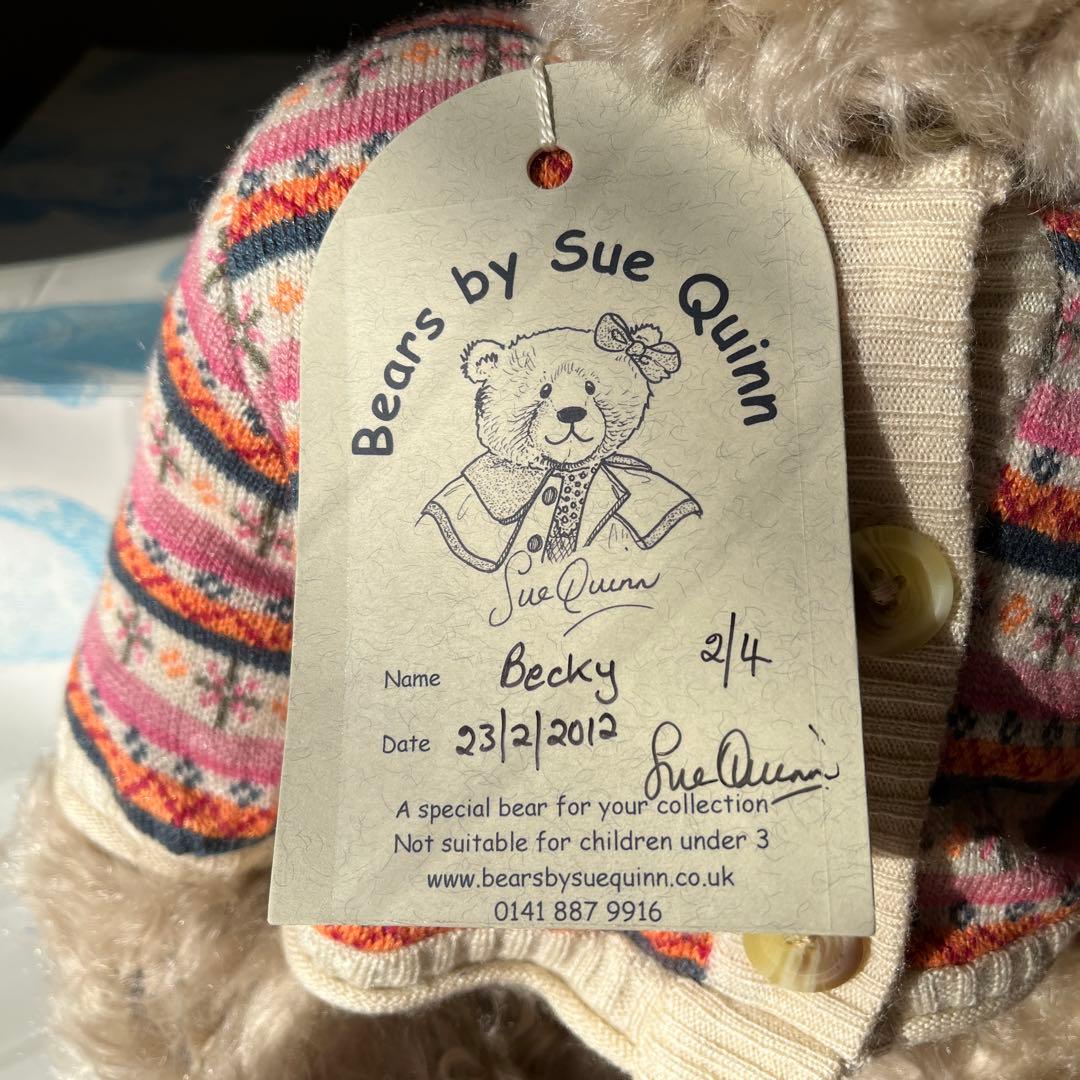 Bears by Sue Quinn
Sue Quinn
Name Becky 2/4
Date 23/2/2012
Sue Quinn
A special bear for your collection
Not suitable for children under 3
www.bearsbysuequinn.co.uk
0141 887 9916